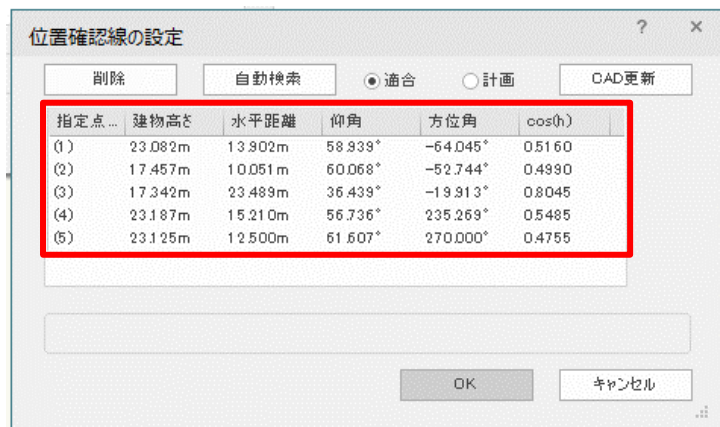 位置確認線の設定
削除 自動検索 適合 計画 CAD更新
指定点... 建物高さ 水平距離 仰角 方位角 cos(h)
(1) 23.082m 13.902m 58.939° -64.045° 0.5160
(2) 17.457m 10.051m 60.068° -52.744° 0.4990
(3) 17.342m 23.489m 36.439° -19.913° 0.8045
(4) 23.187m 15.210m 56.736° 235.269° 0.5485
(5) 23.125m 12.500m 61.607° 270.000° 0.4755
OK キャンセル